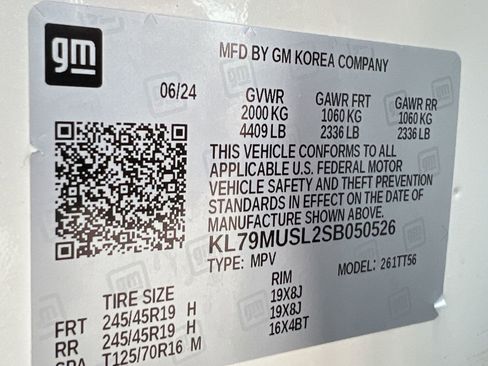 gm
MFD BY GM KOREA COMPANY
06/24 GVWR GAWR FRT GAWR RR
2000 KG 1060 KG 1060 KG
4409 LB 2336 LB 2336 LB
THIS VEHICLE CONFORMS TO ALL
APPLICABLE U.S. FEDERAL MOTOR
VEHICLE SAFETY AND THEFT PREVENTION
STANDARDS IN EFFECT ON THE DATE OF
MANUFACTURE SHOWN ABOVE.
KL79MUSL2SB050526
TYPE: MPV MODEL: 261TT56
TIRE SIZE RIM
FRT 245/45R19 H 19X8J
RR 245/45R19 H 19X8J
SPA T125/70R16 M 16X4BT